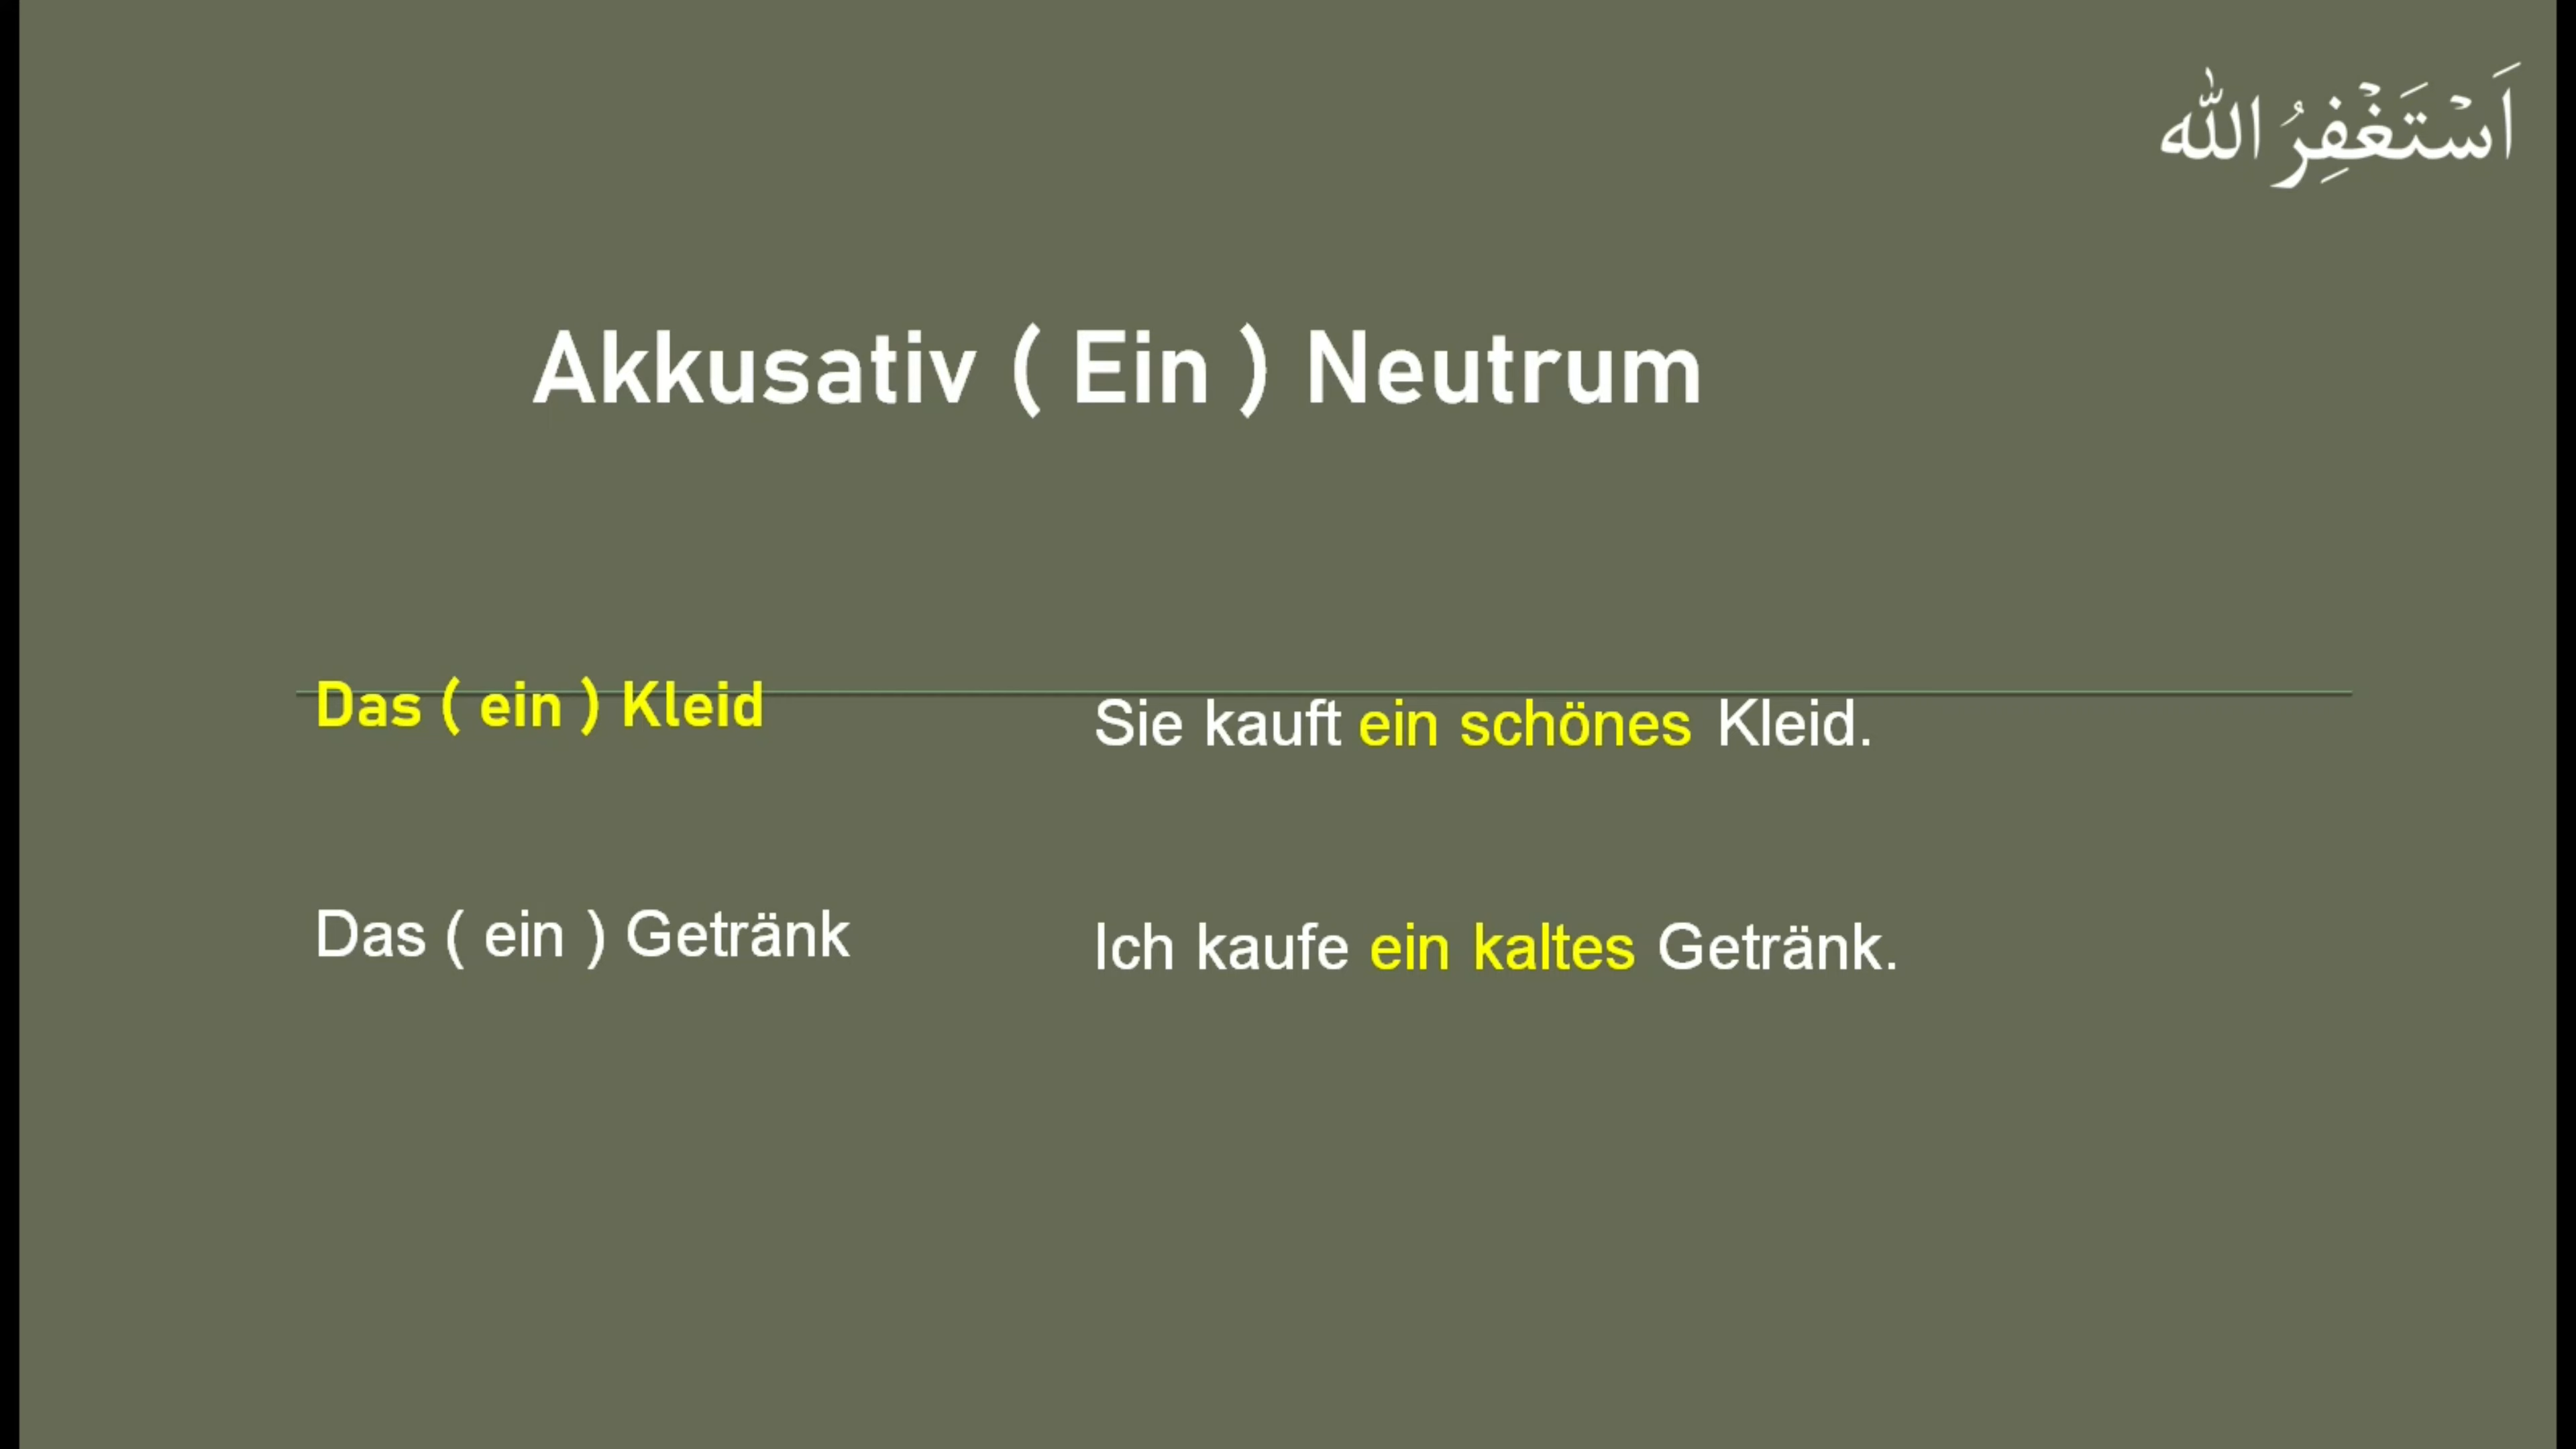 اَسْتَغْفِرُ اللّٰه
Akkusativ ( Ein ) Neutrum
Das ( ein ) Kleid
Sie kauft ein schönes Kleid.
Das ( ein ) Getränk
Ich kaufe ein kaltes Getränk.